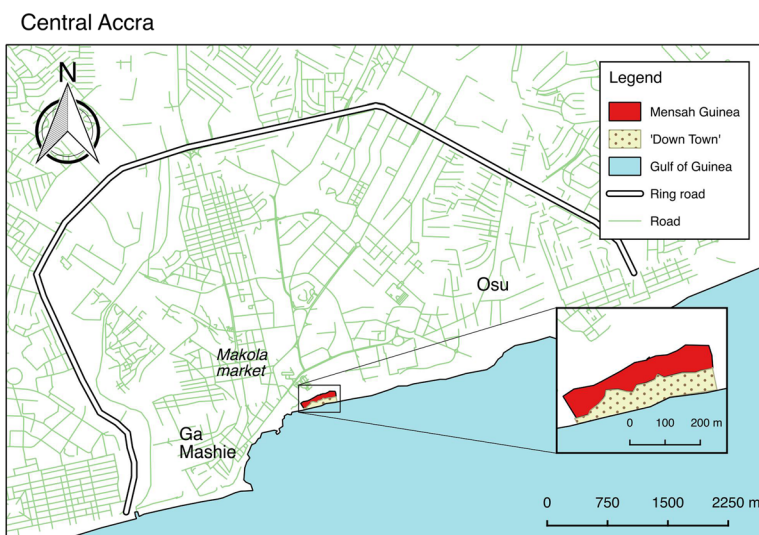 Central Accra
N
Legend
Mensah Guinea
'Down Town'
Gulf of Guinea
Ring road
Road
Osu
Makola
market
Ga
Mashie
0 100 200 m
0 750 1500 2250 m